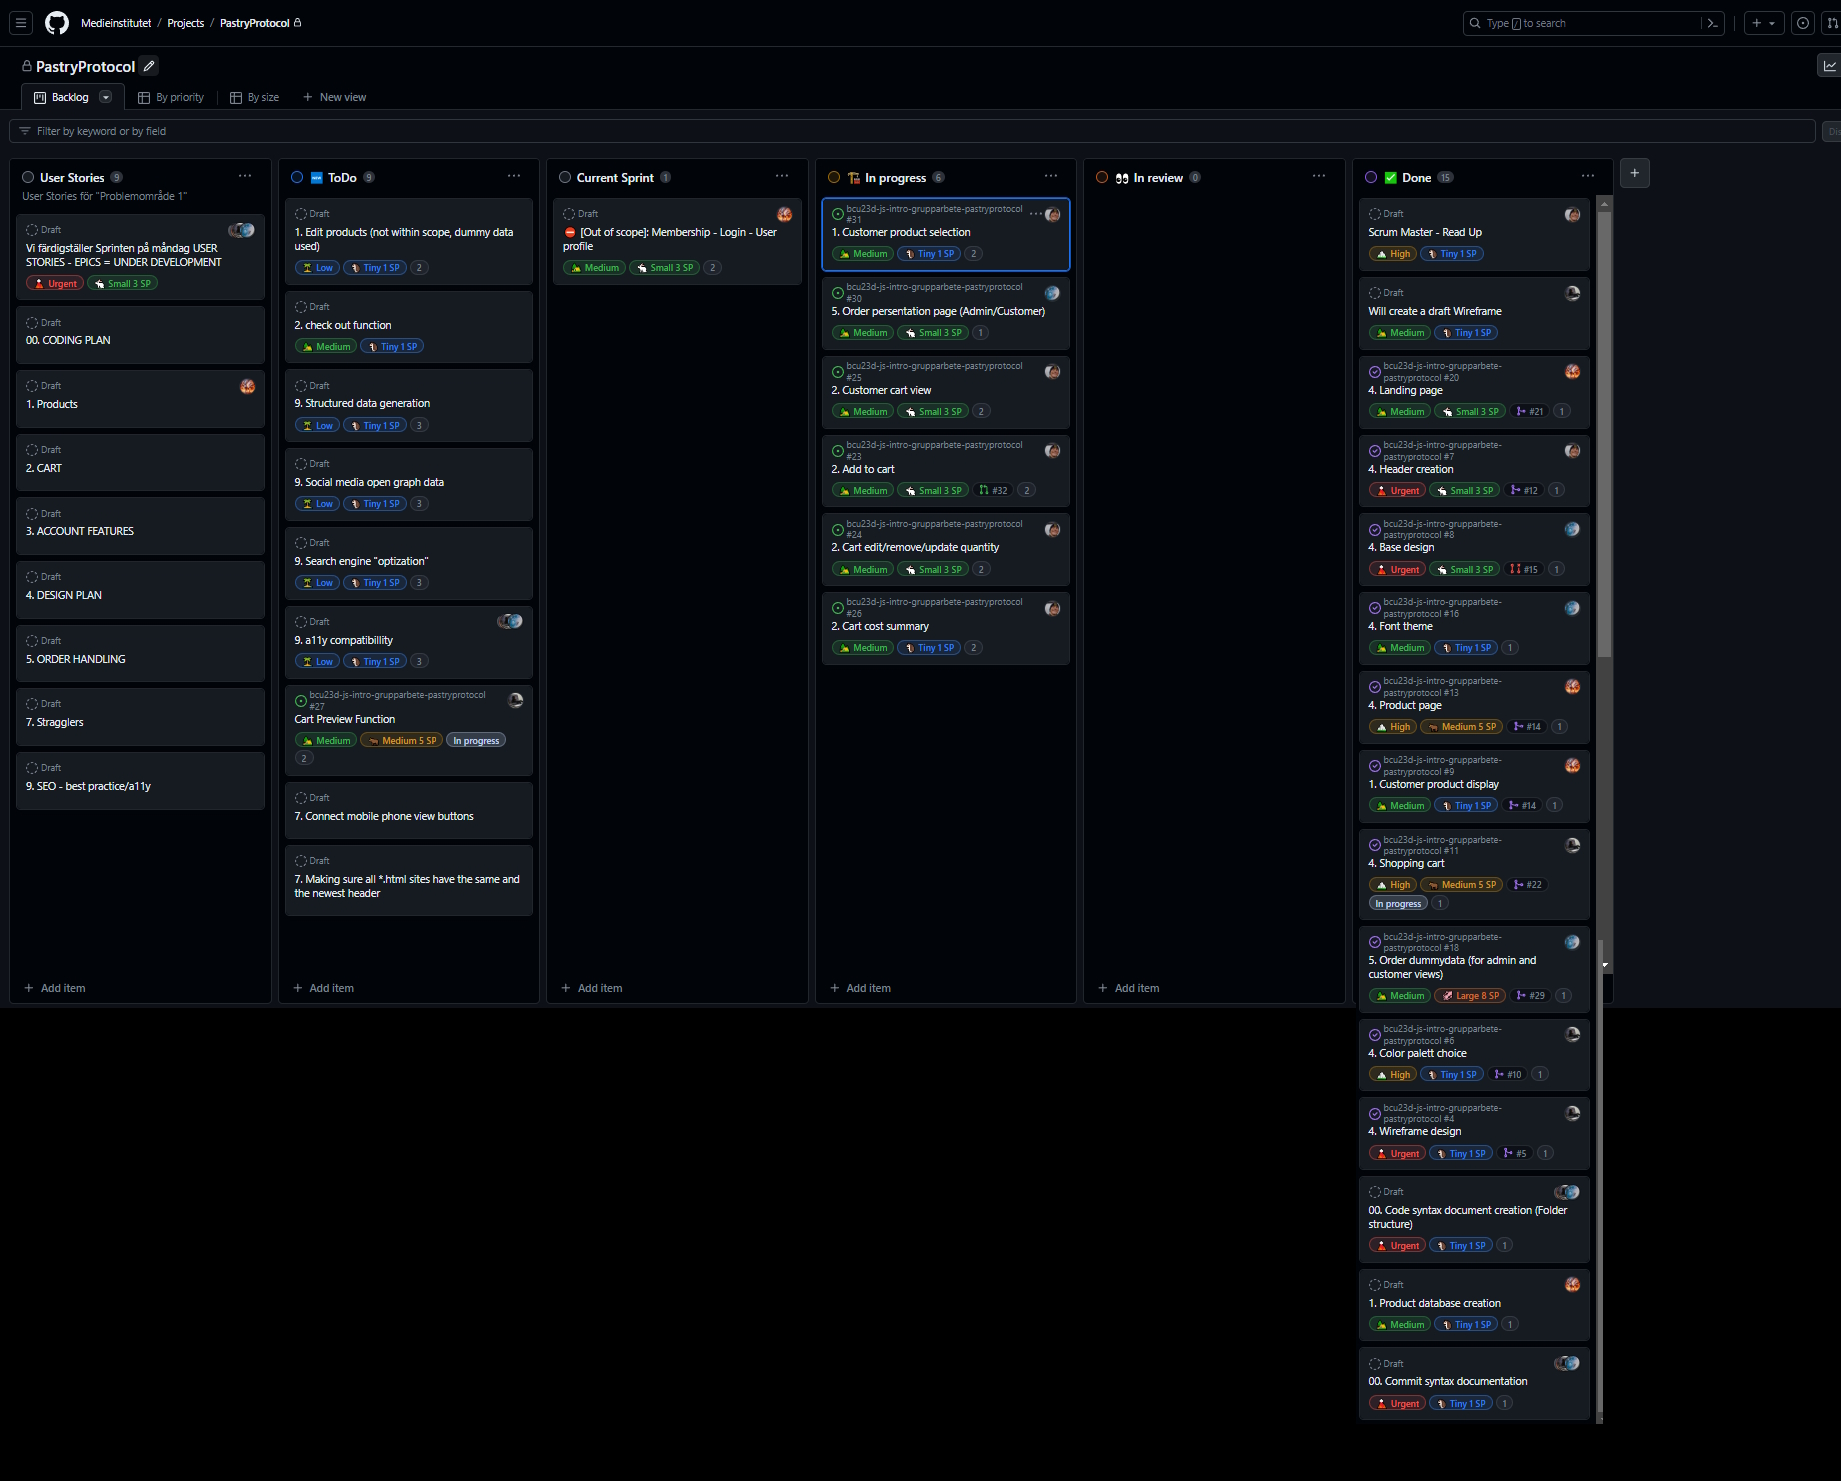 Medieinstitutet / Projects / PastryProtocol
Type / to search
PastryProtocol
Backlog
By priority
By size
New view
Filter by keyword or by field
Dis
User Stories 9
User Stories för "Problemområde 1"
Draft
Vi färdigställer Sprinten på måndag USER
STORIES - EPICS = UNDER DEVELOPMENT
Urgent Small 3 SP
Draft
00. CODING PLAN
Draft
1. Products
Draft
2. CART
Draft
3. ACCOUNT FEATURES
Draft
4. DESIGN PLAN
Draft
5. ORDER HANDLING
Draft
7. Stragglers
Draft
9. SEO - best practice/a11y
Add item
NEW ToDo 9
Draft
1. Edit products (not within scope, dummy data
used)
Low Tiny 1 SP 2
Draft
2. check out function
Medium Tiny 1 SP
Draft
9. Structured data generation
Low Tiny 1 SP 3
Draft
9. Social media open graph data
Low Tiny 1 SP 3
Draft
9. Search engine "optization"
Low Tiny 1 SP 3
Draft
9. a11y compatibillity
Low Tiny 1 SP 3
bcu23d-js-intro-grupparbete-pastryprotocol
#27
Cart Preview Function
Medium Medium 5 SP In progress
2
Draft
7. Connect mobile phone view buttons
Draft
7. Making sure all *.html sites have the same and
the newest header
Add item
Current Sprint 1
Draft
[Out of scope]: Membership - Login - User
profile
Medium Small 3 SP 2
Add item
In progress 6
bcu23d-js-intro-grupparbete-pastryprotocol
#31
1. Customer product selection
Medium Tiny 1 SP 2
bcu23d-js-intro-grupparbete-pastryprotocol
#30
5. Order persentation page (Admin/Customer)
Medium Small 3 SP 1
bcu23d-js-intro-grupparbete-pastryprotocol
#25
2. Customer cart view
Medium Small 3 SP 2
bcu23d-js-intro-grupparbete-pastryprotocol
#23
2. Add to cart
Medium Small 3 SP #32 2
bcu23d-js-intro-grupparbete-pastryprotocol
#24
2. Cart edit/remove/update quantity
Medium Small 3 SP 2
bcu23d-js-intro-grupparbete-pastryprotocol
#26
2. Cart cost summary
Medium Tiny 1 SP 2
Add item
In review 0
Add item
Done 15
Draft
Scrum Master - Read Up
High Tiny 1 SP
Draft
Will create a draft Wireframe
Medium Tiny 1 SP
bcu23d-js-intro-grupparbete-
pastryprotocol #20
4. Landing page
Medium Small 3 SP #21 1
bcu23d-js-intro-grupparbete-
pastryprotocol #7
4. Header creation
Urgent Small 3 SP #12 1
bcu23d-js-intro-grupparbete-
pastryprotocol #8
4. Base design
Urgent Small 3 SP #15 1
bcu23d-js-intro-grupparbete-
pastryprotocol #16
4. Font theme
Medium Tiny 1 SP 1
bcu23d-js-intro-grupparbete-
pastryprotocol #13
4. Product page
High Medium 5 SP #14 1
bcu23d-js-intro-grupparbete-
pastryprotocol #9
1. Customer product display
Medium Tiny 1 SP #14 1
bcu23d-js-intro-grupparbete-
pastryprotocol #11
4. Shopping cart
High Medium 5 SP #22
In progress 1
bcu23d-js-intro-grupparbete-
pastryprotocol #18
5. Order dummydata (for admin and
customer views)
Medium Large 8 SP #29 1
bcu23d-js-intro-grupparbete-
pastryprotocol #6
4. Color palett choice
High Tiny 1 SP #10 1
bcu23d-js-intro-grupparbete-
pastryprotocol #4
4. Wireframe design
Urgent Tiny 1 SP #5 1
Draft
00. Code syntax document creation (Folder
structure)
Urgent Tiny 1 SP 1
Draft
1. Product database creation
Medium Tiny 1 SP 1
Draft
00. Commit syntax documentation
Urgent Tiny 1 SP 1